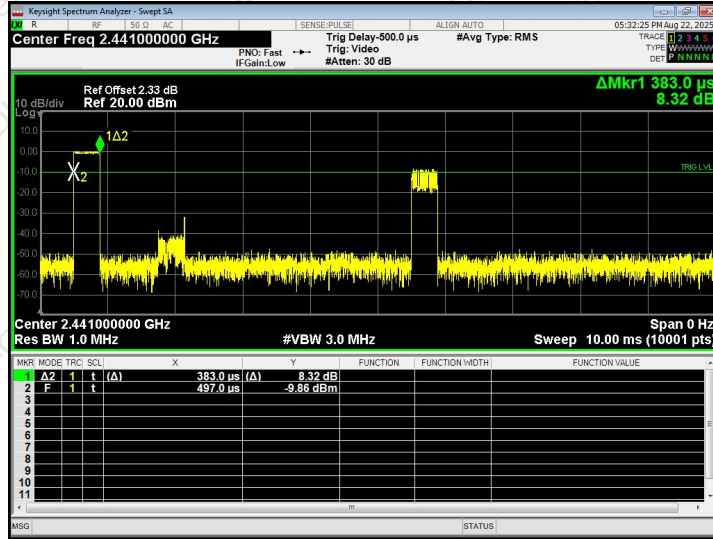 Keysight Spectrum Analyzer - Swept SA
LXI R RF 50 Ω AC SENSE:PULSE ALIGN AUTO 05:32:25 PM Aug 22, 2025
Center Freq 2.441000000 GHz
PNO: Fast
IFGain:Low
Trig Delay-500.0 µs
Trig: Video
#Atten: 30 dB
#Avg Type: RMS
TRACE 1 2 3 4 5
TYPE W
DET P N N N N
ΔMkr1 383.0 µs
8.32 dB
Ref Offset 2.33 dB
10 dB/div Ref 20.00 dBm
Log
10.0
0.00
-10.0
-20.0
-30.0
-40.0
-50.0
-60.0
-70.0
1Δ2
X2
TRIG LVL
Center 2.441000000 GHz Span 0 Hz
Res BW 1.0 MHz #VBW 3.0 MHz Sweep 10.00 ms (10001 pts)
MKR MODE TRC SCL X Y FUNCTION FUNCTION WIDTH FUNCTION VALUE
1 Δ2 1 t (Δ) 383.0 µs (Δ) 8.32 dB
2 F 1 t 497.0 µs -9.86 dBm
3
4
5
6
7
8
9
10
11
MSG STATUS